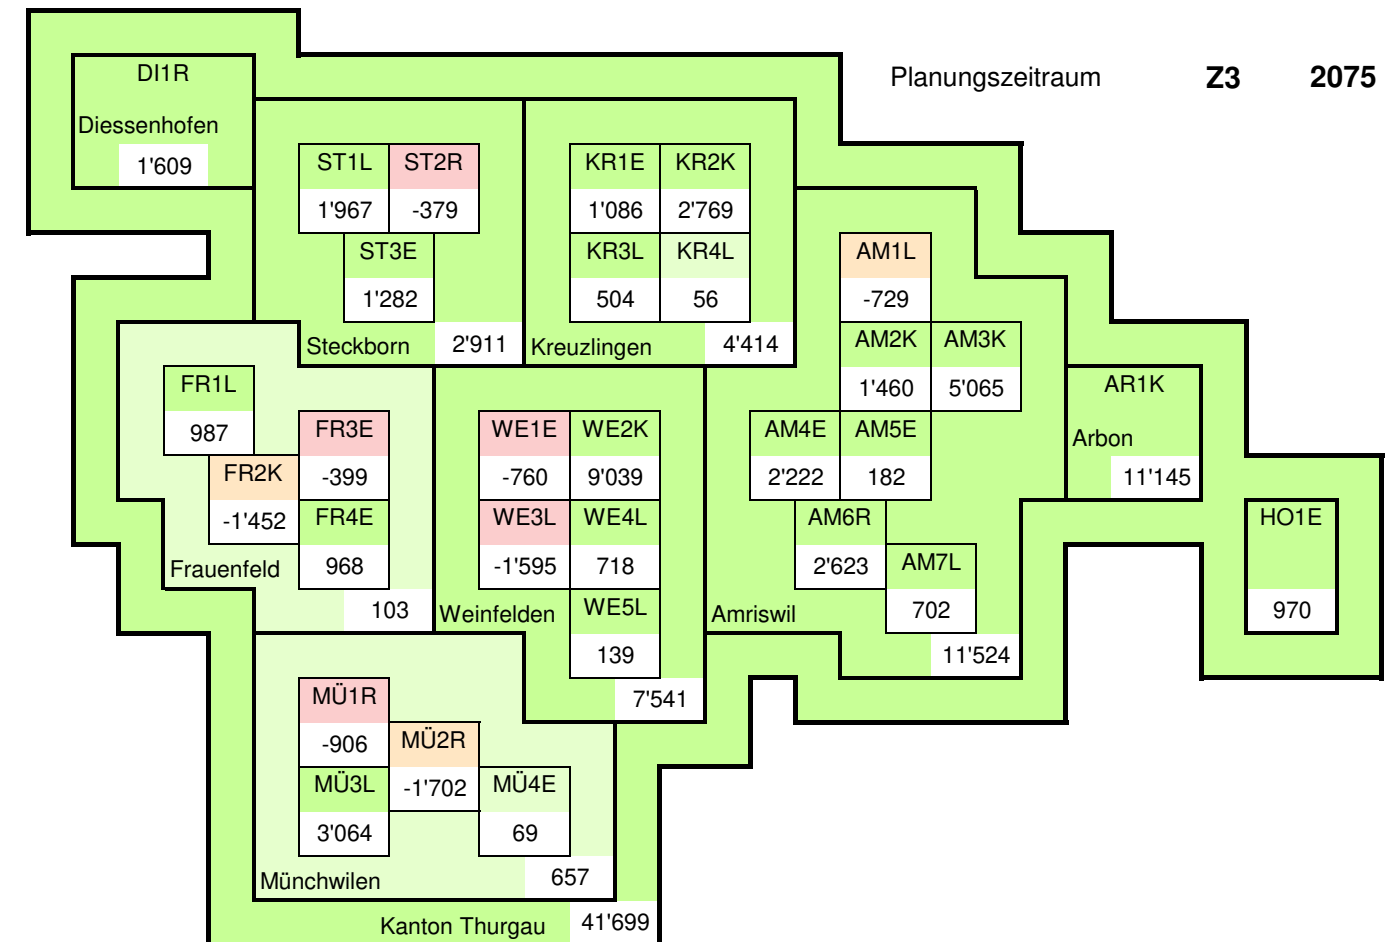 Planungszeitraum Z3 2075
DI1R
Diessenhofen
1'609
ST1L ST2R
1'967 -379
ST3E
1'282
Steckborn 2'911
KR1E KR2K
1'086 2'769
KR3L KR4L
504 56
Kreuzlingen 4'414
AM1L
-729
AM2K AM3K
1'460 5'065
AM4E AM5E
2'222 182
AM6R
2'623
AM7L
702
Amriswil
11'524
AR1K
Arbon
11'145
HO1E
970
FR1L
987
FR3E
-399
FR2K
-1'452
FR4E
968
Frauenfeld
103
WE1E WE2K
-760 9'039
WE3L WE4L
-1'595 718
WE5L
139
Weinfelden
7'541
MÜ1R
-906
MÜ2R
-1'702
MÜ3L
3'064
MÜ4E
69
Münchwilen 657
Kanton Thurgau 41'699